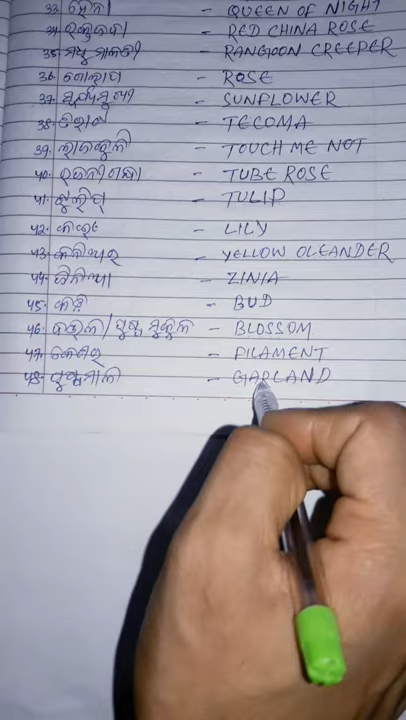 33. - QUEEN OF NIGHT
34. - RED CHINA ROSE
35. ମଧୁ ମାଳତୀ - RANGOON CREEPER
36. ଗୋଲାପ - ROSE
37. ସୂର୍ଯ୍ୟମୁଖୀ - SUNFLOWER
38. - TECOMA
39. ଲାଜକୁଳୀ - TOUCH ME NOT
40. ରଜନୀଗନ୍ଧା - TUBE ROSE
41. ଟ୍ୟୁଲିପ୍ - TULIP
42. କଇଁ - LILY
43. କନିଅର - YELLOW OLEANDER
44. ଜିନିଆ - ZINIA
45. କଢ଼ି - BUD
46. / ପୁଷ୍ପ ମୁକୁଳ - BLOSSOM
47. କେଶର - FILAMENT
48. ପୁଷ୍ପମାଳ - GARLAND